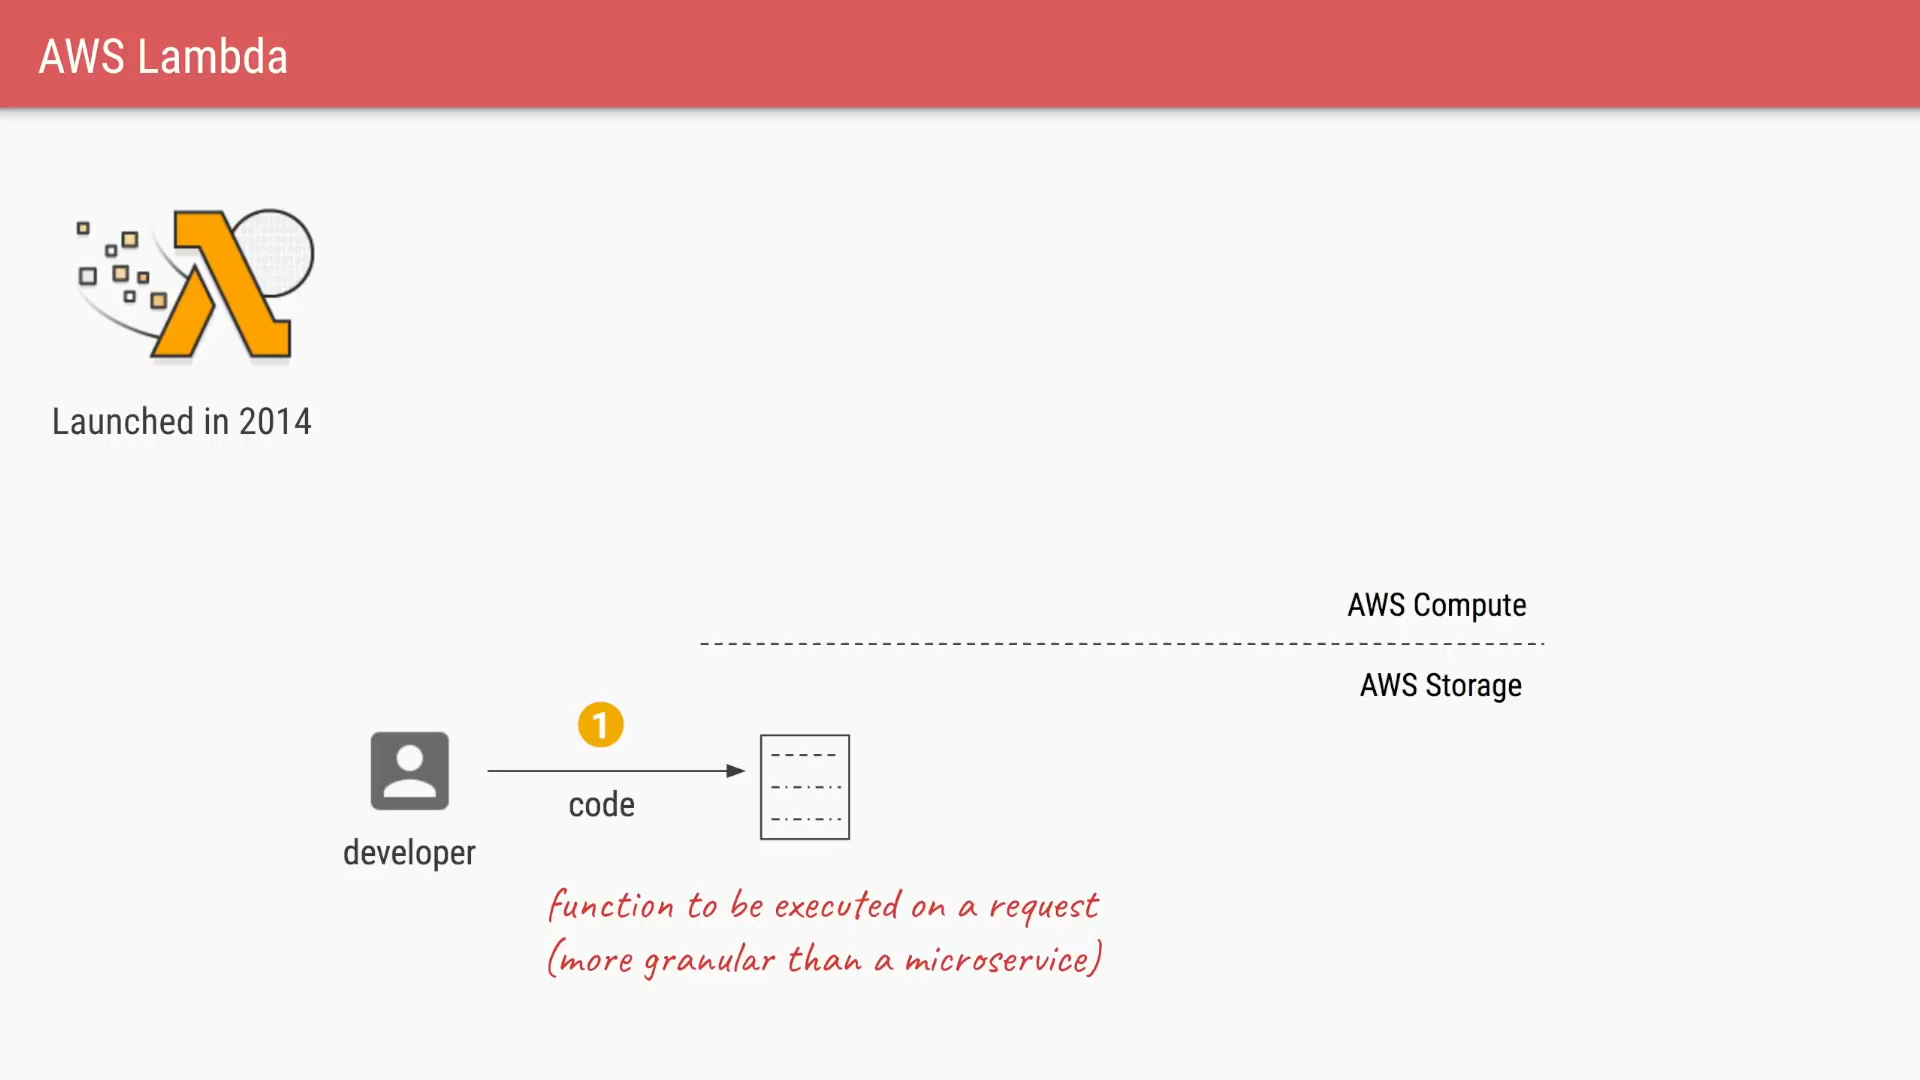 AWS Lambda
Launched in 2014
AWS Compute
AWS Storage
1
code
developer
function to be executed on a request
(more granular than a microservice)